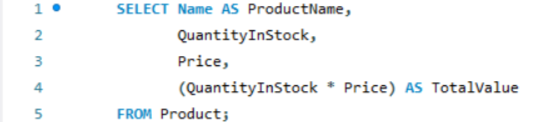 1 SELECT Name AS ProductName,
2 QuantityInStock,
3 Price,
4 (QuantityInStock * Price) AS TotalValue
5 FROM Product;